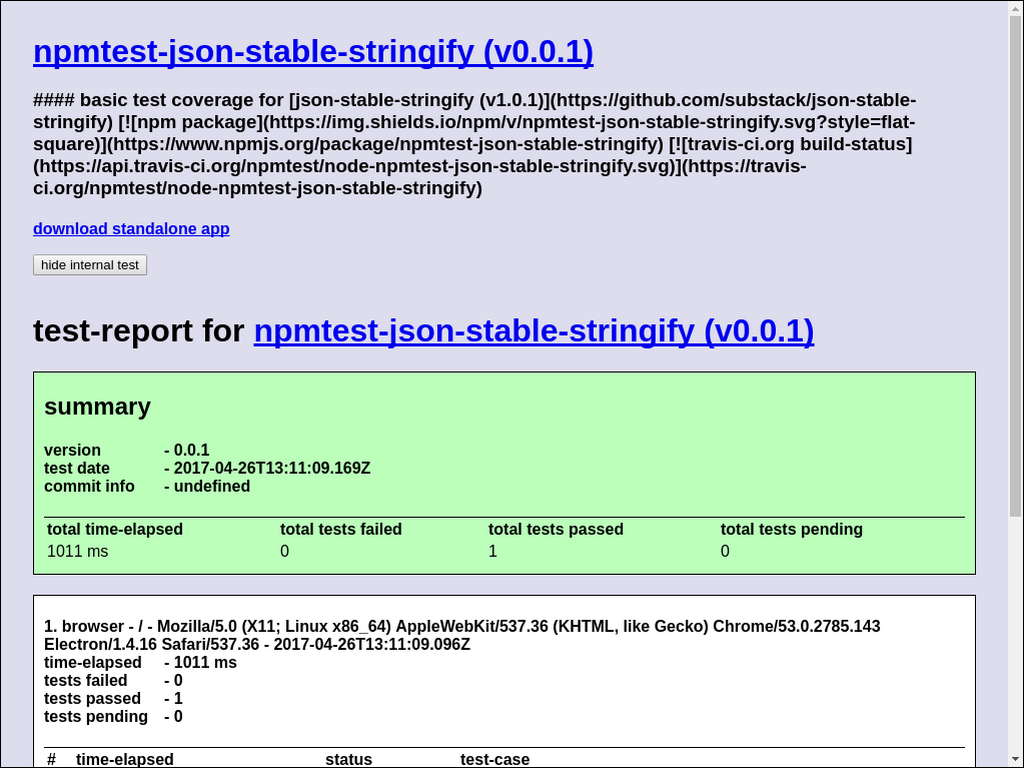 npmtest-json-stable-stringify (v0.0.1)
#### basic test coverage for [json-stable-stringify (v1.0.1)](https://github.com/substack/json-stable-
stringify) [![npm package](https://img.shields.io/npm/v/npmtest-json-stable-stringify.svg?style=flat-
square)](https://www.npmjs.org/package/npmtest-json-stable-stringify) [![travis-ci.org build-status]
(https://api.travis-ci.org/npmtest/node-npmtest-json-stable-stringify.svg)](https://travis-
ci.org/npmtest/node-npmtest-json-stable-stringify)
download standalone app
hide internal test
test-report for npmtest-json-stable-stringify (v0.0.1)
summary
version - 0.0.1
test date - 2017-04-26T13:11:09.169Z
commit info - undefined
total time-elapsed total tests failed total tests passed total tests pending
1011 ms 0 1 0
1. browser - / - Mozilla/5.0 (X11; Linux x86_64) AppleWebKit/537.36 (KHTML, like Gecko) Chrome/53.0.2785.143
Electron/1.4.16 Safari/537.36 - 2017-04-26T13:11:09.096Z
time-elapsed - 1011 ms
tests failed - 0
tests passed - 1
tests pending - 0
# time-elapsed status test-case